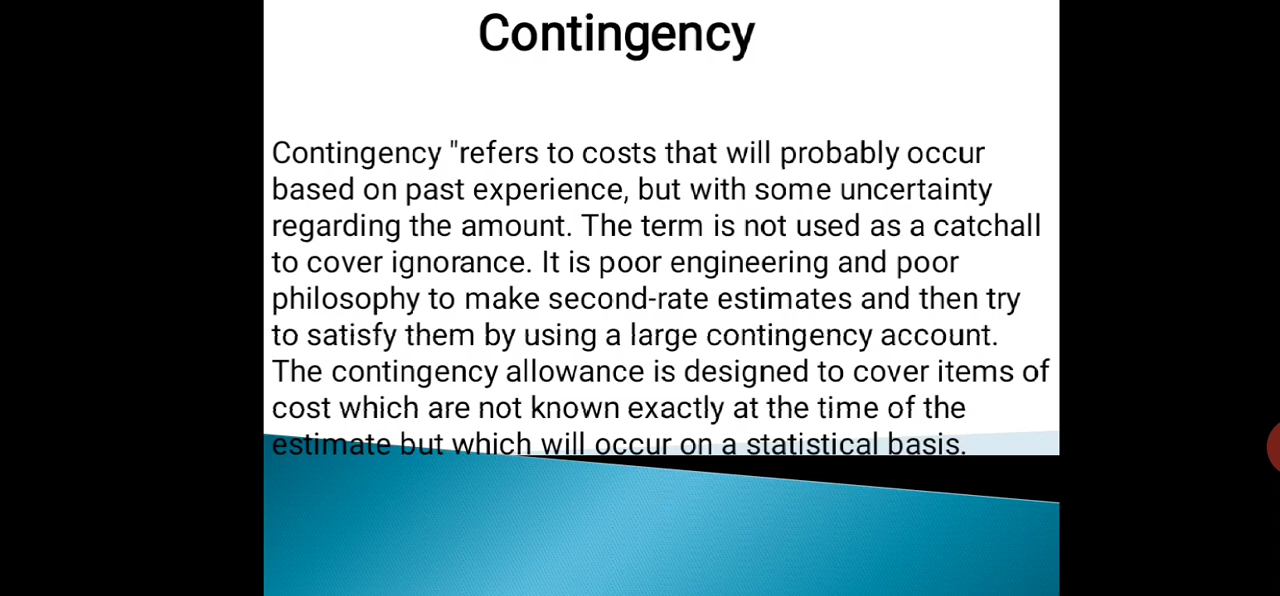 Contingency
Contingency "refers to costs that will probably occur
based on past experience, but with some uncertainty
regarding the amount. The term is not used as a catchall
to cover ignorance. It is poor engineering and poor
philosophy to make second-rate estimates and then try
to satisfy them by using a large contingency account.
The contingency allowance is designed to cover items of
cost which are not known exactly at the time of the
estimate but which will occur on a statistical basis.